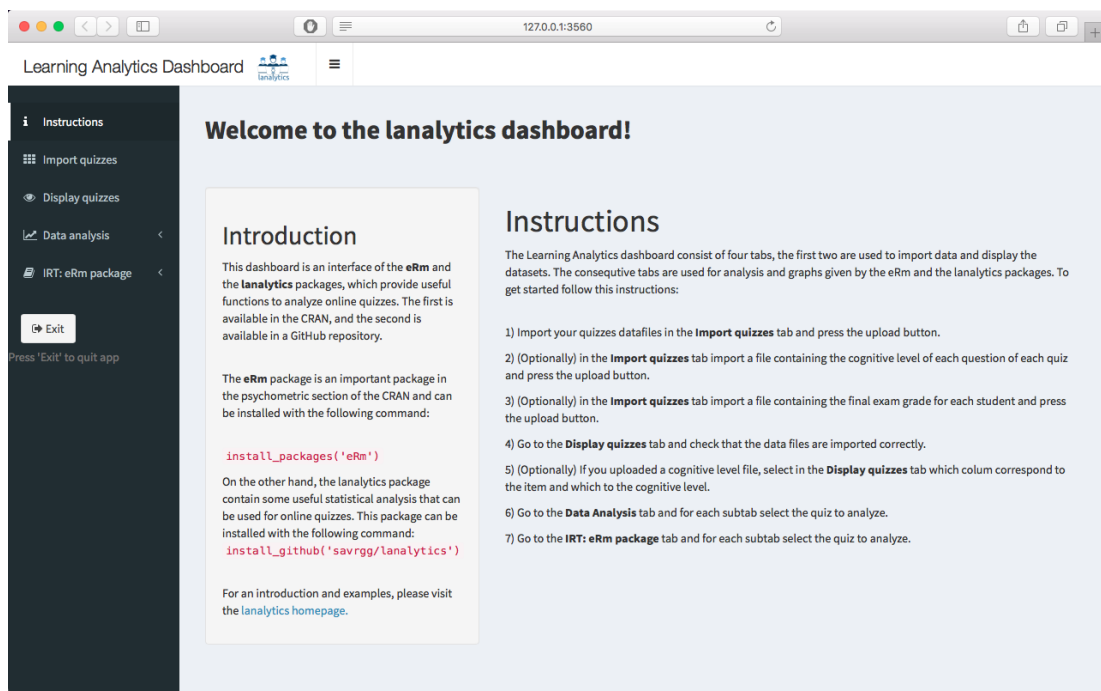 127.0.0.1:3560
Learning Analytics Dashboard
lanalytics
Instructions
Import quizzes
Display quizzes
Data analysis
IRT: eRm package
Exit
Press 'Exit' to quit app
Welcome to the lanalytics dashboard!
Introduction
This dashboard is an interface of the eRm and
the lanalytics packages, which provide useful
functions to analyze online quizzes. The first is
available in the CRAN, and the second is
available in a GitHub repository.
The eRm package is an important package in
the psychometric section of the CRAN and can
be installed with the following command:
install_packages('eRm')
On the other hand, the lanalytics package
contain some useful statistical analysis that can
be used for online quizzes. This package can be
installed with the following command:
install_github('savrgg/lanalytics')
For an introduction and examples, please visit
the lanalytics homepage.
Instructions
The Learning Analytics dashboard consist of four tabs, the first two are used to import data and display the
datasets. The consequtive tabs are used for analysis and graphs given by the eRm and the lanalytics packages. To
get started follow this instructions:
1) Import your quizzes datafiles in the Import quizzes tab and press the upload button.
2) (Optionally) in the Import quizzes tab import a file containing the cognitive level of each question of each quiz
and press the upload button.
3) (Optionally) in the Import quizzes tab import a file containing the final exam grade for each student and press
the upload button.
4) Go to the Display quizzes tab and check that the data files are imported correctly.
5) (Optionally) If you uploaded a cognitive level file, select in the Display quizzes tab which colum correspond to
the item and which to the cognitive level.
6) Go to the Data Analysis tab and for each subtab select the quiz to analyze.
7) Go to the IRT: eRm package tab and for each subtab select the quiz to analyze.